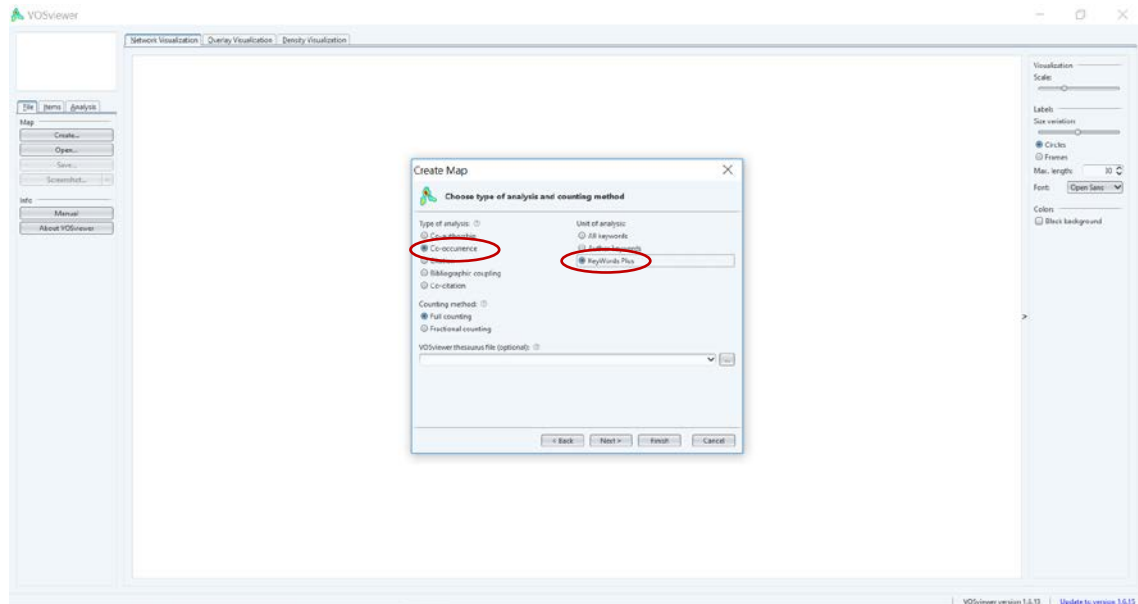 VOSviewer
Network Visualization Overlay Visualization Density Visualization
File Items Analysis
Map
Create...
Open...
Save...
Screenshot...
Info
Manual
About VOSviewer
Create Map
Choose type of analysis and counting method
Type of analysis:
Co-authorship
Co-occurrence
Bibliographic coupling
Co-citation
Counting method:
Full counting
Fractional counting
VOSviewer thesaurus file (optional):
Unit of analysis:
All keywords
Author keywords
KeyWords Plus
< Back Next > Finish Cancel
Visualization
Scale:
Labels
Size variation:
Circles
Frames
Max. length: 30
Font: Open Sans
Colors
Black background
>
VOSviewer version 1.6.13 Update to version 1.6.15